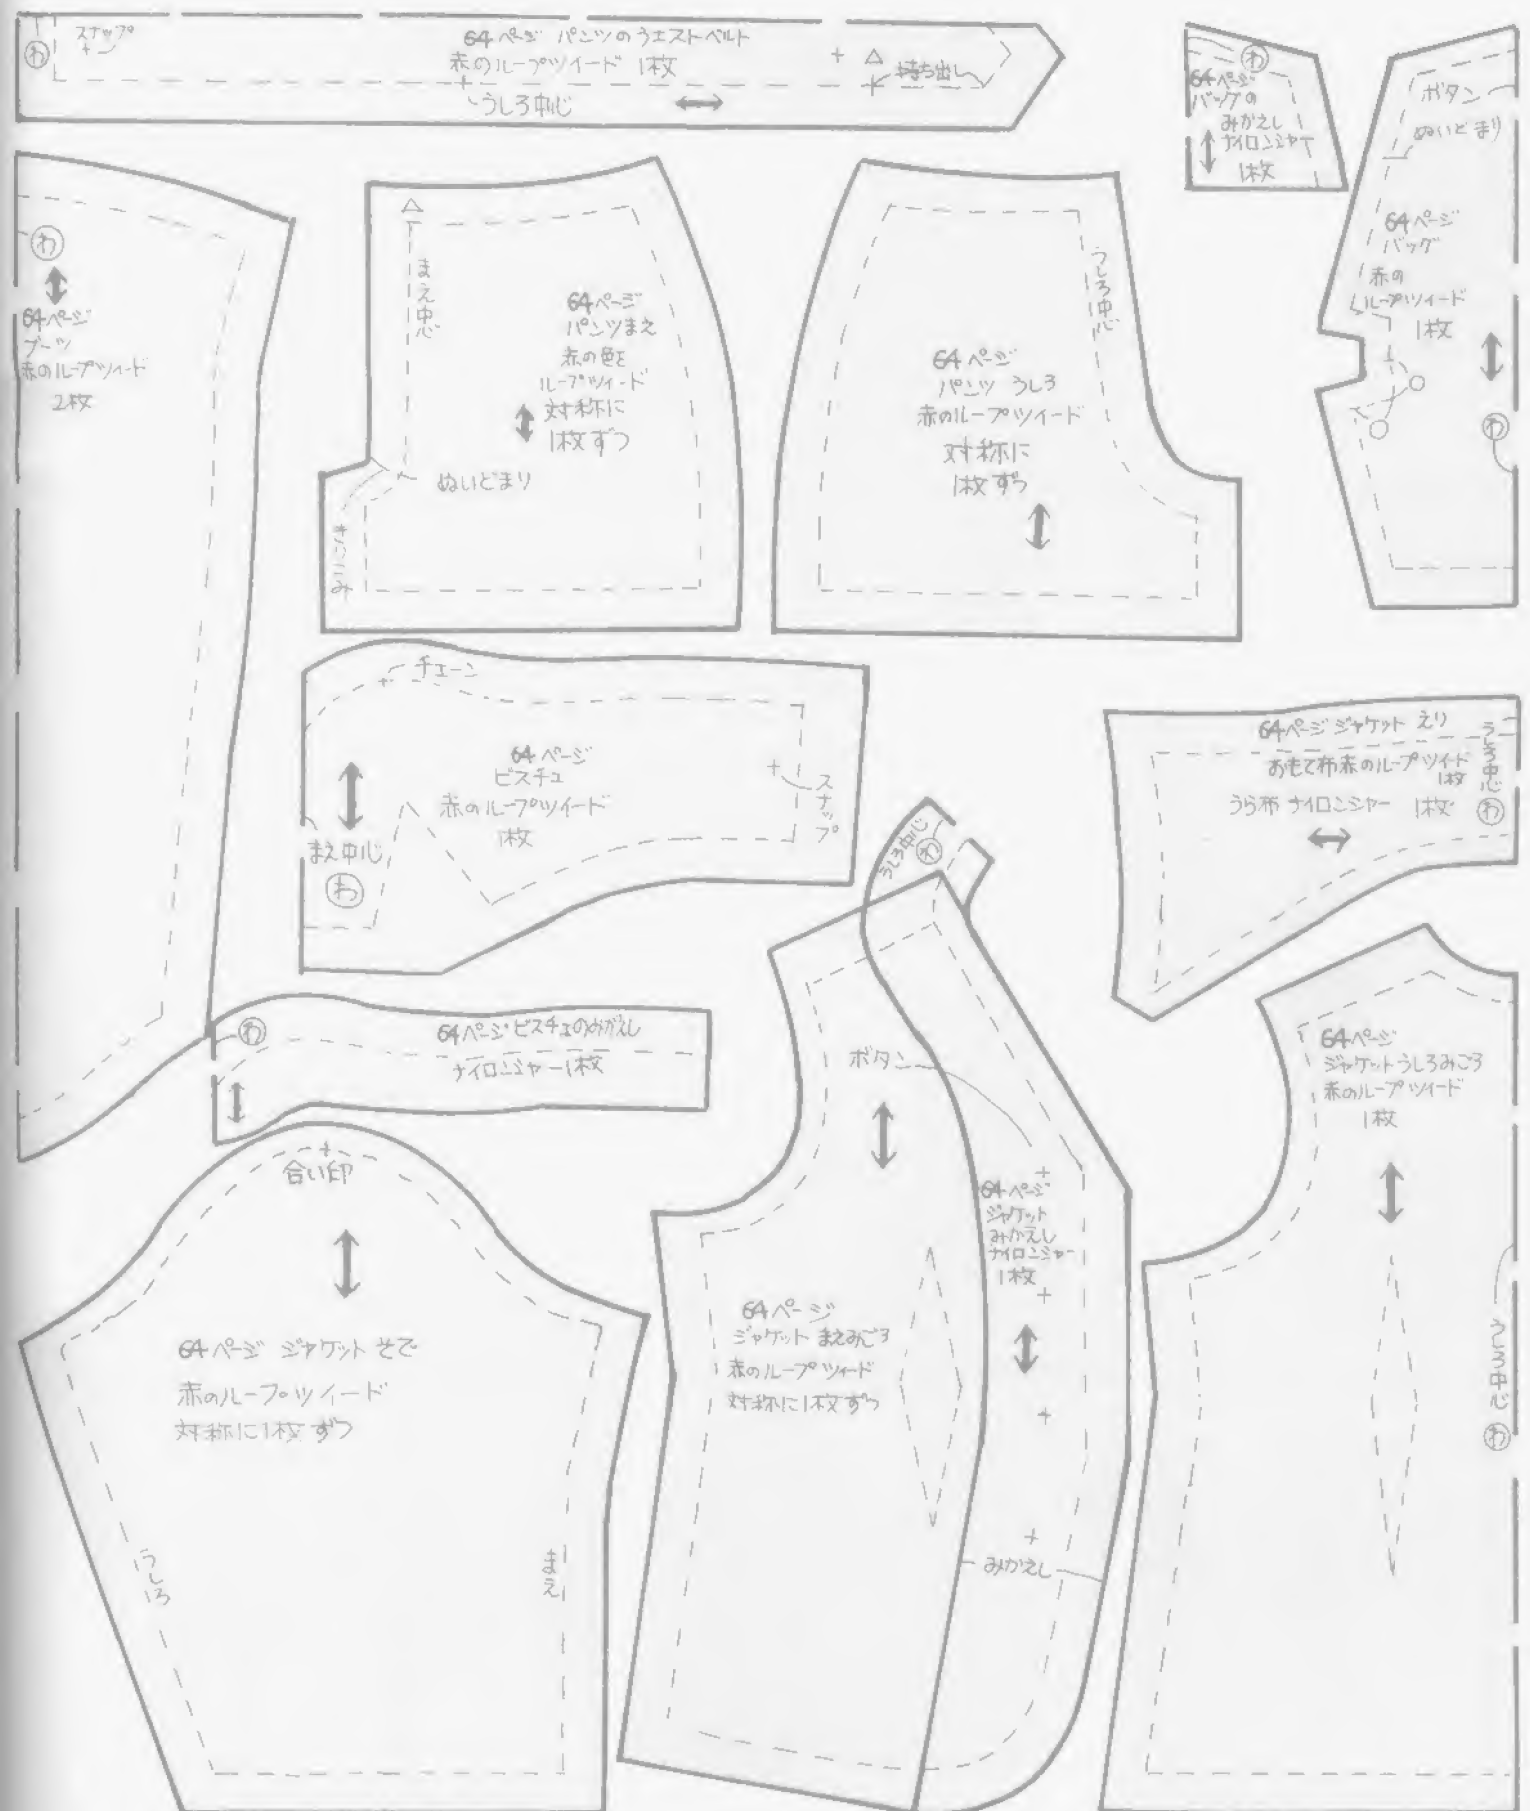 わ
スナップ
64ページ パンツのウエストベルト
赤のループツイード 1枚
うしろ中心
持ち出し
わ
64ページ
バッグの
みかえし
ナイロンシャー
1枚
ボタン
ぬいどまり
64ページ
バッグ
赤の
ループツイード
1枚
わ
わ
64ページ
ブーツ
赤のループツイード
2枚
まえ中心
64ページ
パンツまえ
赤の色を
ループツイード
対称に
1枚ずつ
ぬいどまり
きりこみ
うしろ中心
64ページ
パンツ うしろ
赤のループツイード
対称に
1枚ずつ
チェーン
64ページ
ビスチェ
赤のループツイード
1枚
スナップ
まえ中心
わ
64ページ ジャケット えり
おもて布赤のループツイード
1枚
うら布 ナイロンシャー 1枚
うしろ中心
わ
うしろ中心
わ
わ
64ページ ビスチェのみかえし
ナイロンシャー 1枚
合い印
64ページ ジャケット そで
赤のループツイード
対称に1枚ずつ
うしろ
まえ
ボタン
64ページ
ジャケット
みかえし
ナイロンシャー
1枚
64ページ
ジャケット まえみごろ
赤のループツイード
対称に1枚ずつ
みかえし
64ページ
ジャケットうしろみごろ
赤のループツイード
1枚
うしろ中心
わ